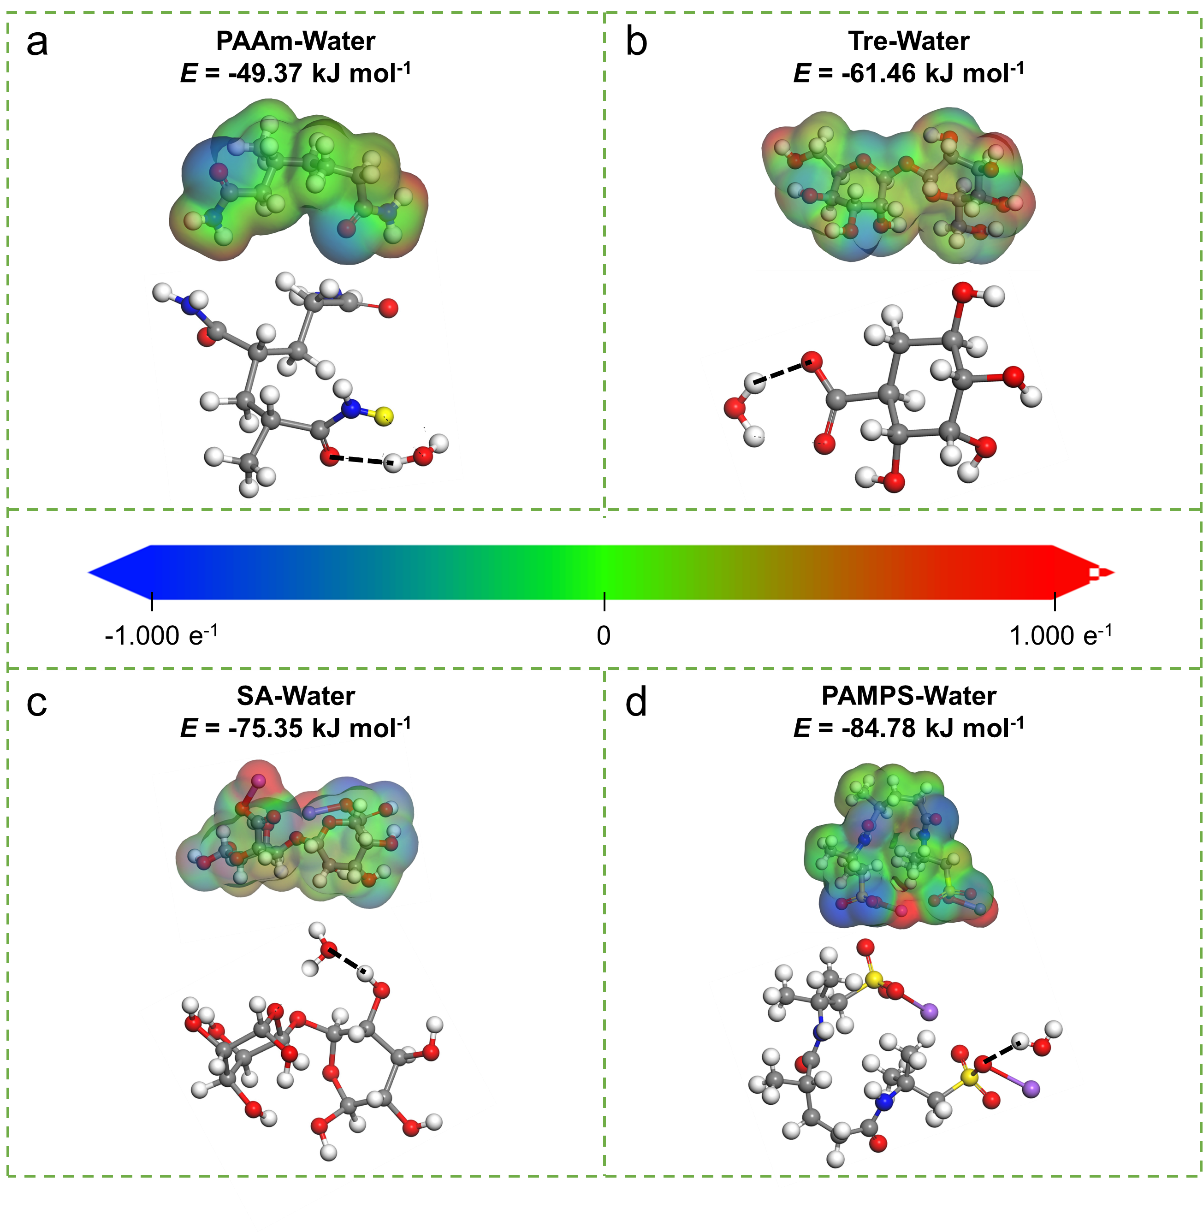 a
PAAm-Water
E = -49.37 kJ mol⁻¹
b
Tre-Water
E = -61.46 kJ mol⁻¹
-1.000 e⁻¹
0
1.000 e⁻¹
c
SA-Water
E = -75.35 kJ mol⁻¹
d
PAMPS-Water
E = -84.78 kJ mol⁻¹